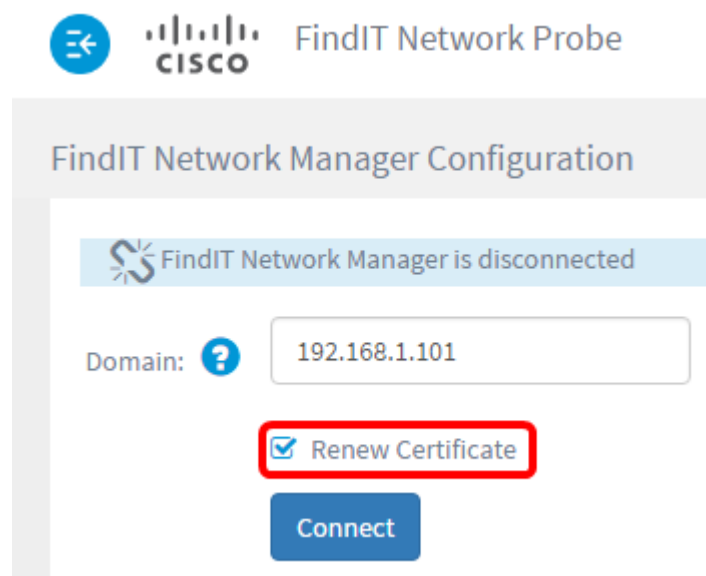 CISCO FindIT Network Probe
FindIT Network Manager Configuration
FindIT Network Manager is disconnected
Domain: ? 192.168.1.101
Renew Certificate
Connect